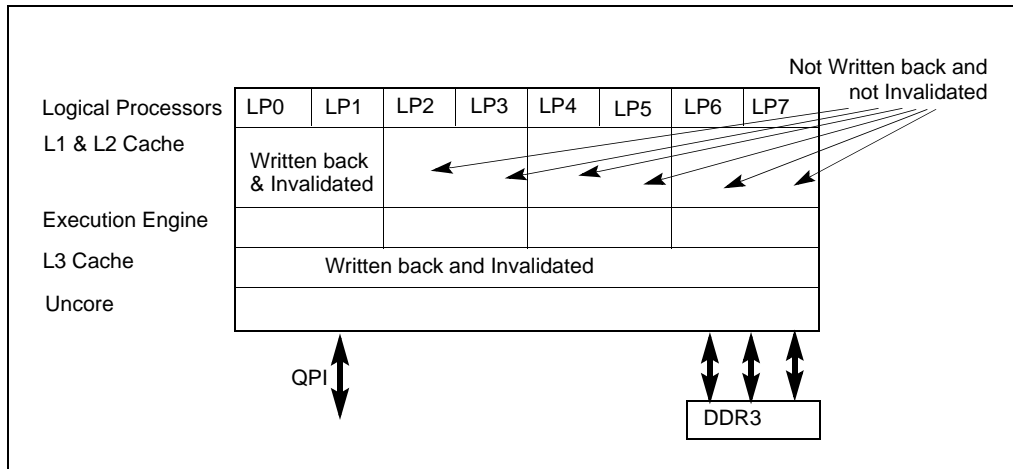 Not Written back and
not Invalidated
Logical Processors LP0 LP1 LP2 LP3 LP4 LP5 LP6 LP7
L1 & L2 Cache
Written back
& Invalidated
Execution Engine
L3 Cache Written back and Invalidated
Uncore
QPI
DDR3